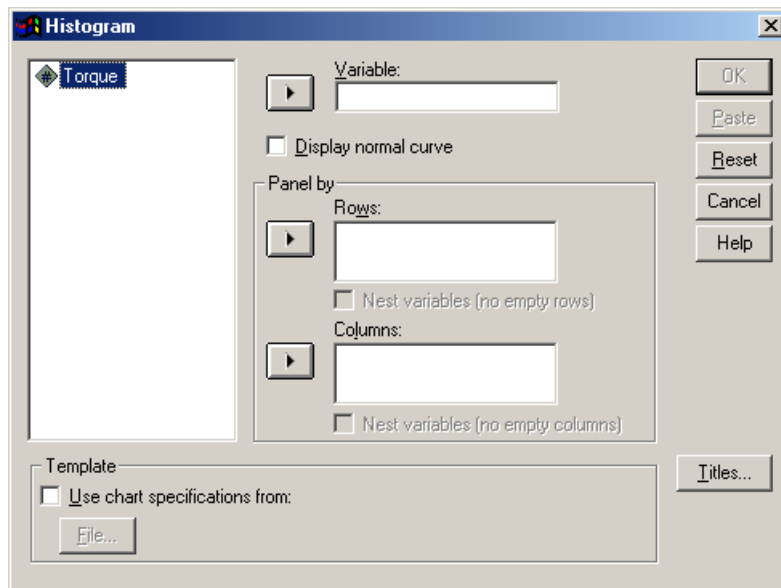 Histogram
# Torque
Variable:
Display normal curve
Panel by
Rows:
Nest variables (no empty rows)
Columns:
Nest variables (no empty columns)
OK
Paste
Reset
Cancel
Help
Template
Use chart specifications from:
File...
Titles...